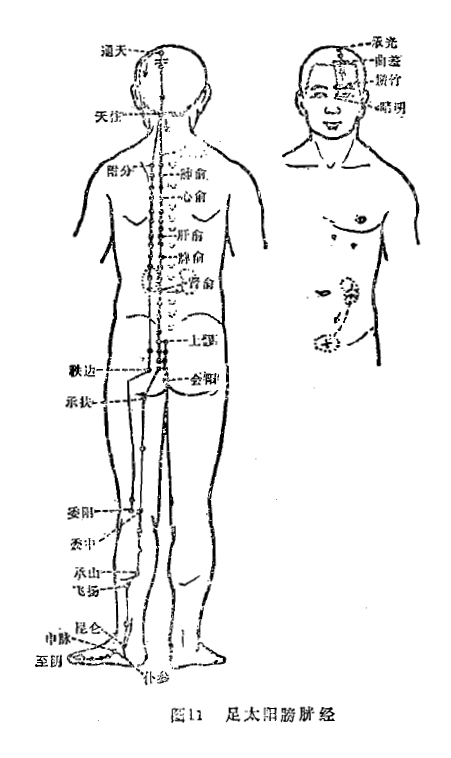 通天
天柱
附分
肺俞
心俞
肝俞
脾俞
肾俞
上髎
会阳
秩边
承扶
委阳
委中
承山
飞扬
昆仑
申脉
至阴
仆参
承光
曲差
攒竹
睛明
图11 足太阳膀胱经